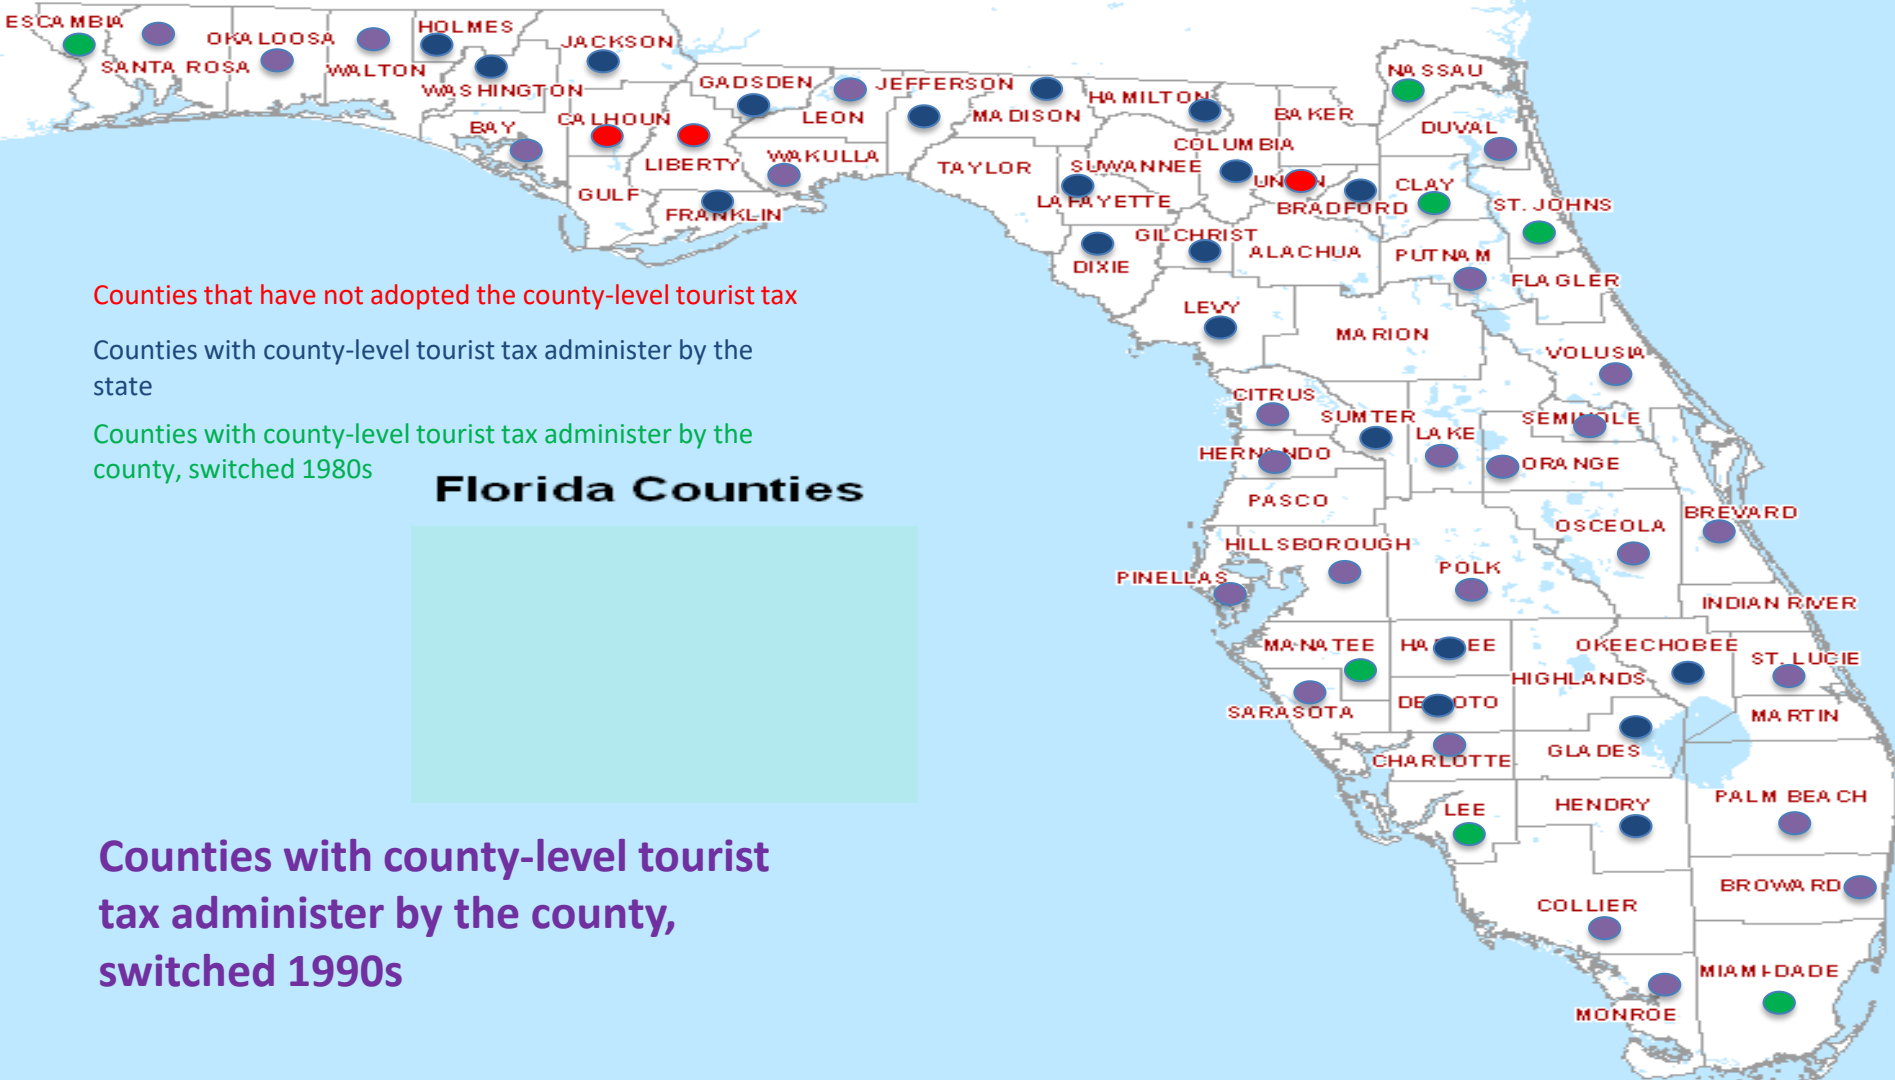 ESCAMBIA
OKALOOSA
HOLMES
JACKSON
SANTA ROSA
WALTON
WASHINGTON
GADSDEN
JEFFERSON
NASSAU
CALHOUN
LEON
MADISON
HAMILTON
BAKER
BAY
DUVAL
LIBERTY
WAKULLA
TAYLOR
SUWANNEE
COLUMBIA
GULF
FRANKLIN
LAFAYETTE
UNION
BRADFORD
CLAY
ST. JOHNS
DIXIE
GILCHRIST
ALACHUA
PUTNAM
FLAGLER
Counties that have not adopted the county-level tourist tax
Counties with county-level tourist tax administer by the
state
Counties with county-level tourist tax administer by the
county, switched 1980s
Florida Counties
Counties with county-level tourist
tax administer by the county,
switched 1990s
LEVY
MARION
VOLUSIA
CITRUS
SUMTER
LAKE
SEMINOLE
HERNANDO
ORANGE
PASCO
OSCEOLA
BREVARD
HILLSBOROUGH
PINELLAS
POLK
INDIAN RIVER
MANATEE
HARDEE
OKEECHOBEE
ST. LUCIE
HIGHLANDS
SARASOTA
DESOTO
MARTIN
CHARLOTTE
GLADES
LEE
HENDRY
PALM BEACH
BROWARD
COLLIER
MIAMI-DADE
MONROE